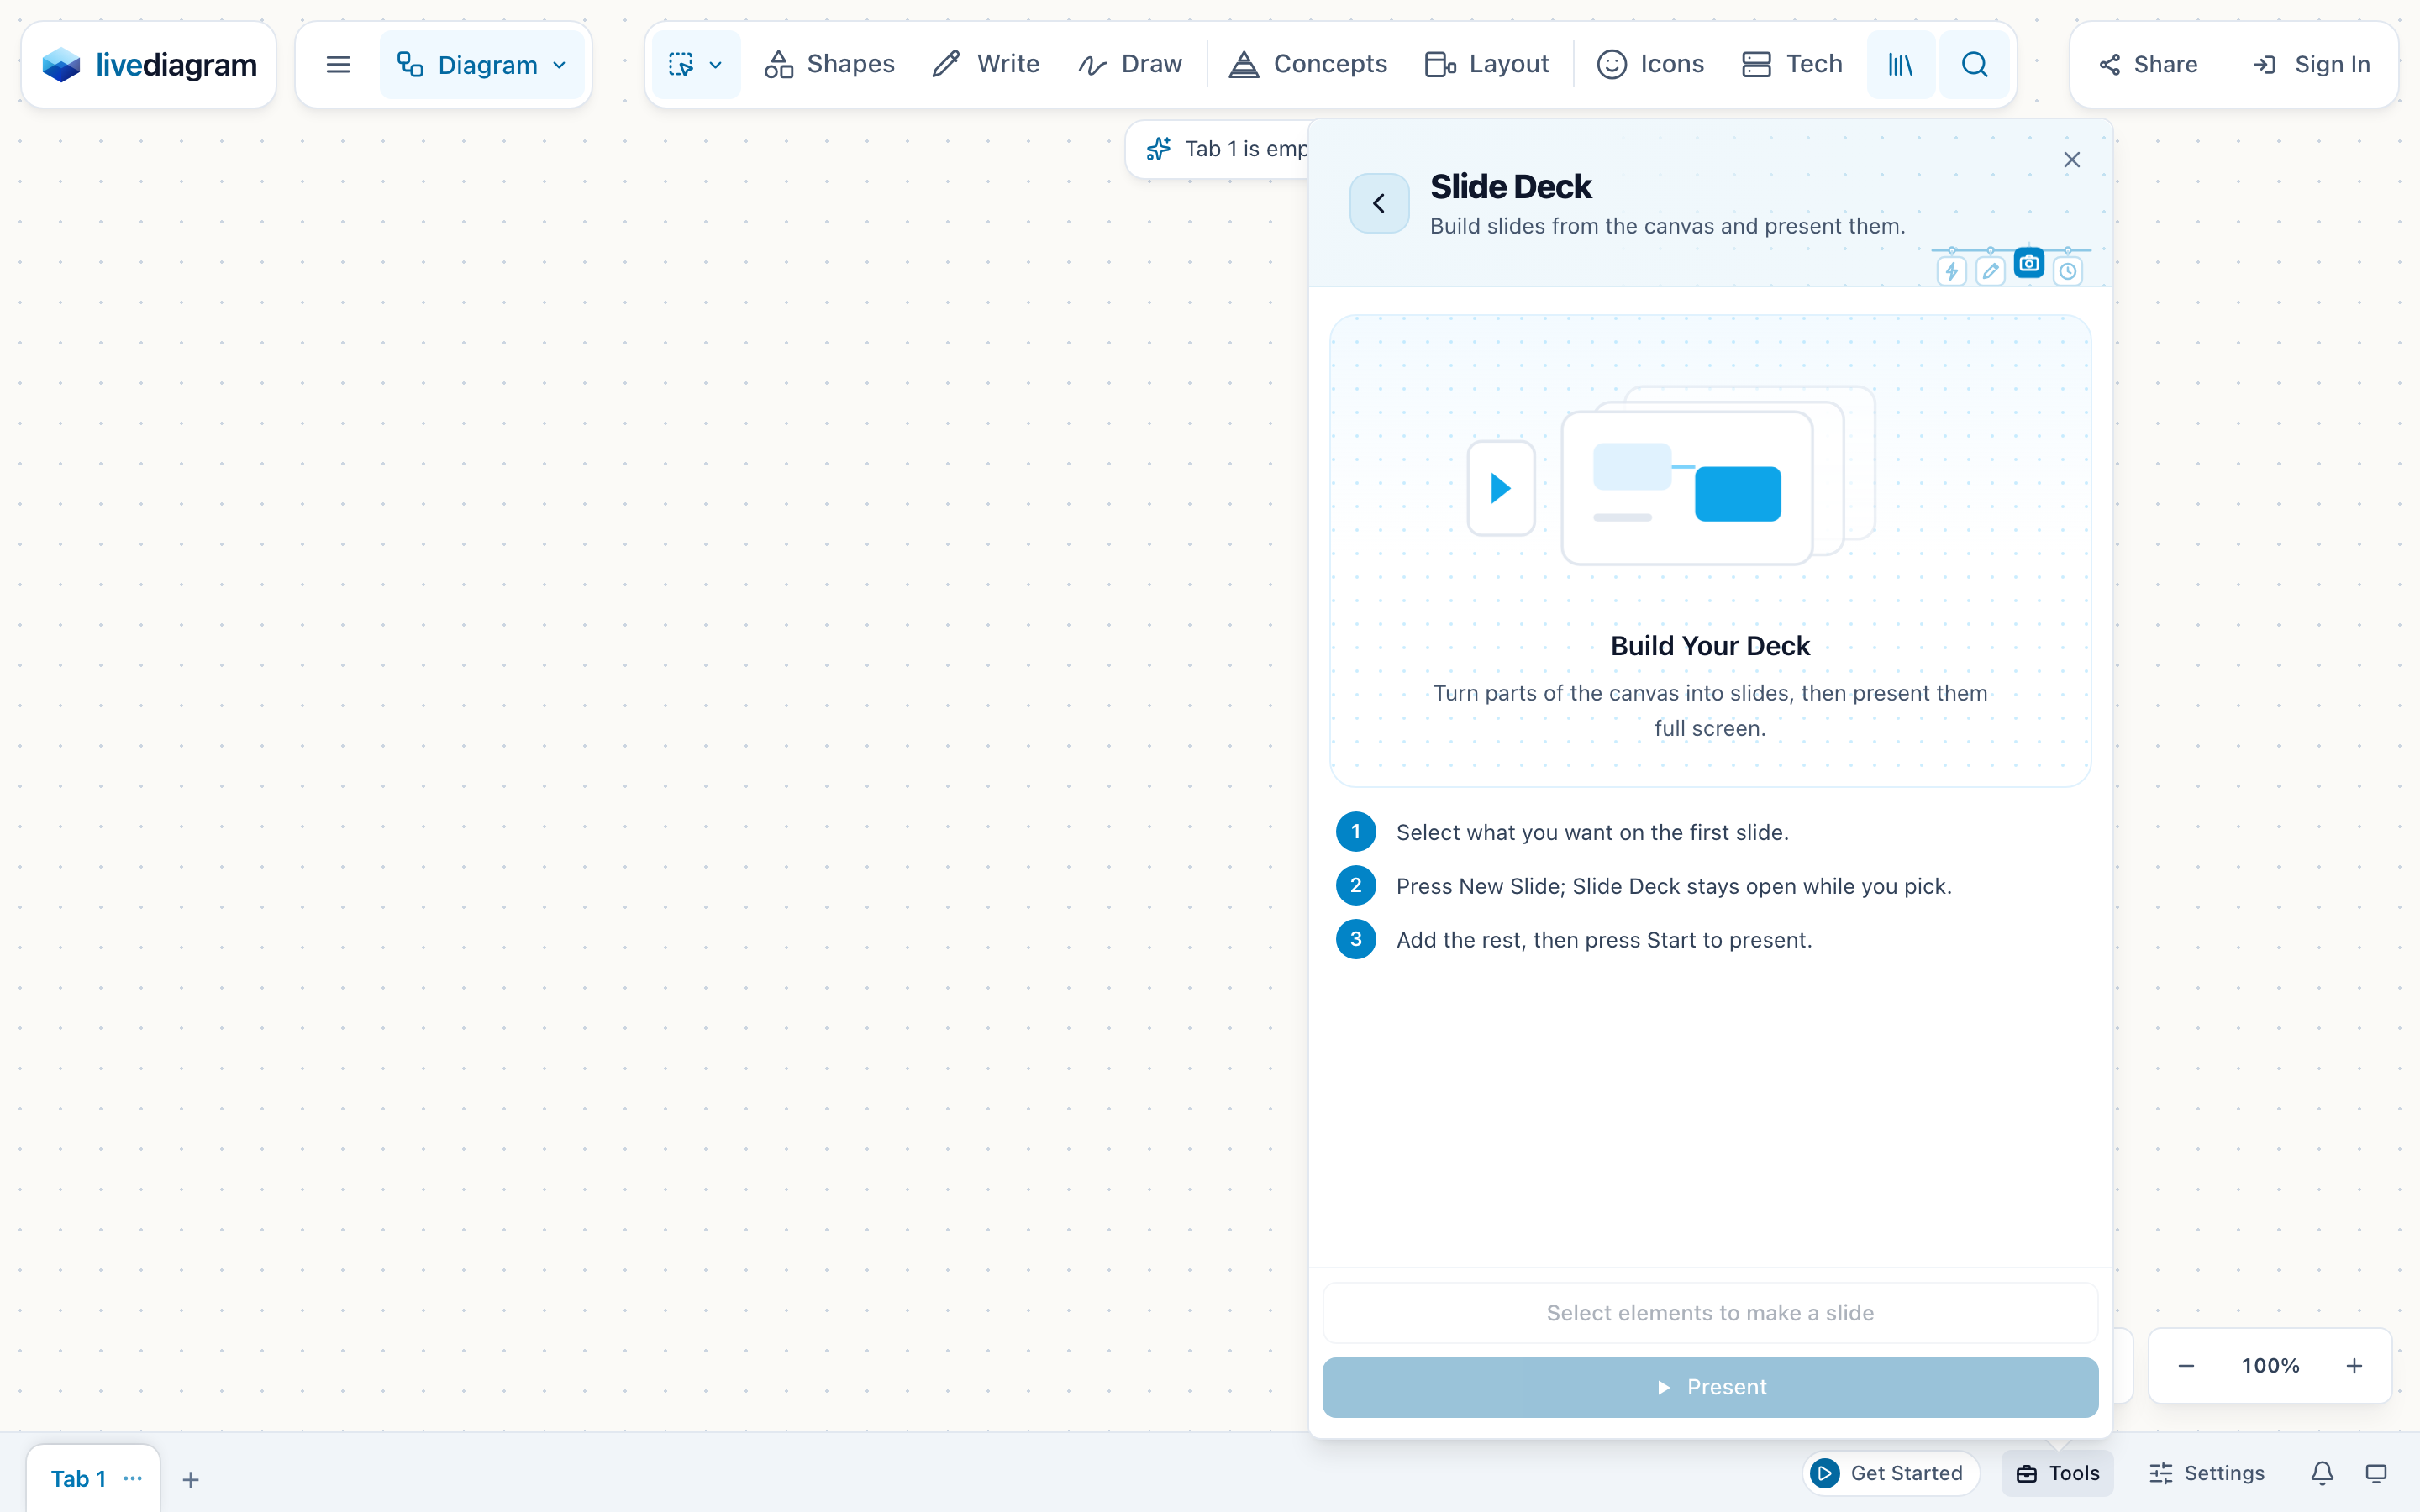 livediagram
Diagram
Shapes
Write
Draw
Concepts
Layout
Icons
Tech
Share
Sign In
Tab 1 is emp
Slide Deck
Build slides from the canvas and present them.
Build Your Deck
Turn parts of the canvas into slides, then present them
full screen.
1 Select what you want on the first slide.
2 Press New Slide; Slide Deck stays open while you pick.
3 Add the rest, then press Start to present.
Select elements to make a slide
Present
100%
Tab 1
Get Started
Tools
Settings